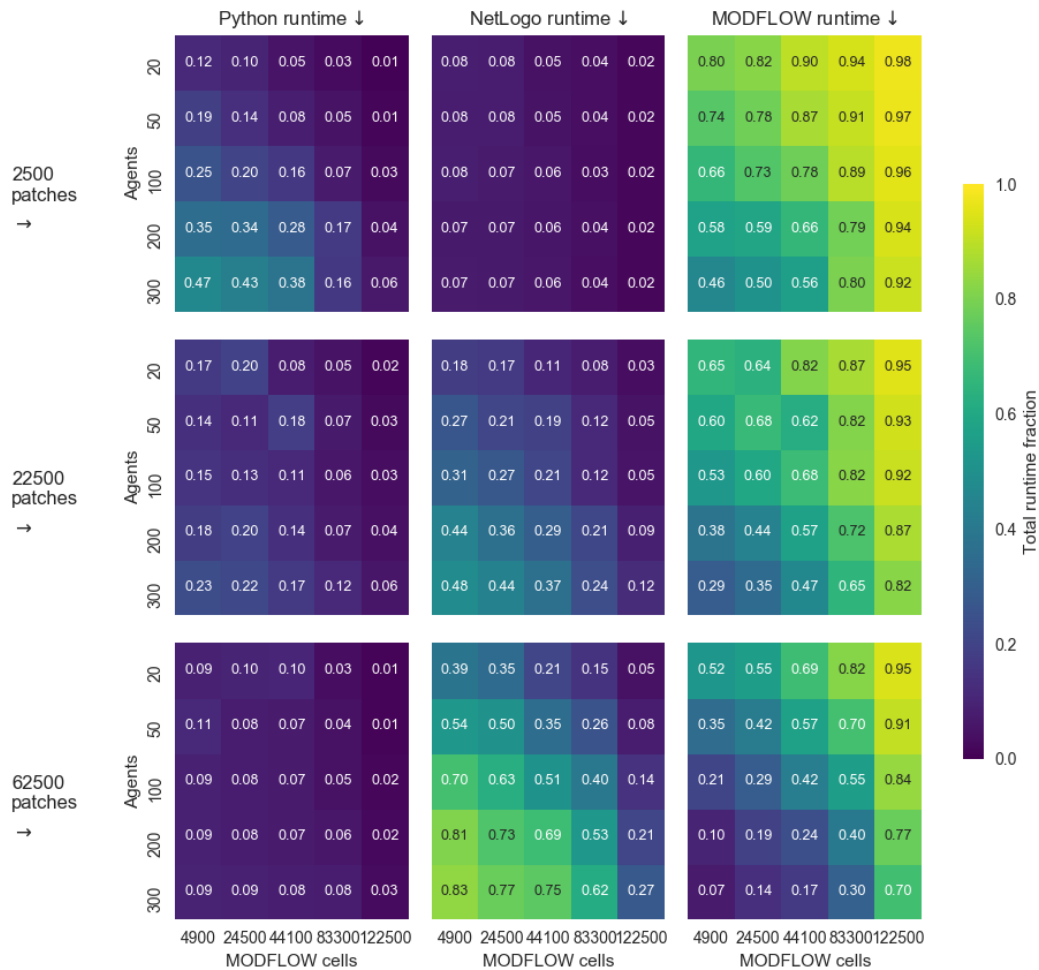 Python runtime ↓ NetLogo runtime ↓ MODFLOW runtime ↓
2500
patches
→
Agents
20 0.12 0.10 0.05 0.03 0.01 0.08 0.08 0.05 0.04 0.02 0.80 0.82 0.90 0.94 0.98
50 0.19 0.14 0.08 0.05 0.01 0.08 0.08 0.05 0.04 0.02 0.74 0.78 0.87 0.91 0.97
100 0.25 0.20 0.16 0.07 0.03 0.08 0.07 0.06 0.03 0.02 0.66 0.73 0.78 0.89 0.96
200 0.35 0.34 0.28 0.17 0.04 0.07 0.07 0.06 0.04 0.02 0.58 0.59 0.66 0.79 0.94
300 0.47 0.43 0.38 0.16 0.06 0.07 0.07 0.06 0.04 0.02 0.46 0.50 0.56 0.80 0.92
22500
patches
→
Agents
20 0.17 0.20 0.08 0.05 0.02 0.18 0.17 0.11 0.08 0.03 0.65 0.64 0.82 0.87 0.95
50 0.14 0.11 0.18 0.07 0.03 0.27 0.21 0.19 0.12 0.05 0.60 0.68 0.62 0.82 0.93
100 0.15 0.13 0.11 0.06 0.03 0.31 0.27 0.21 0.12 0.05 0.53 0.60 0.68 0.82 0.92
200 0.18 0.20 0.14 0.07 0.04 0.44 0.36 0.29 0.21 0.09 0.38 0.44 0.57 0.72 0.87
300 0.23 0.22 0.17 0.12 0.06 0.48 0.44 0.37 0.24 0.12 0.29 0.35 0.47 0.65 0.82
62500
patches
→
Agents
20 0.09 0.10 0.10 0.03 0.01 0.39 0.35 0.21 0.15 0.05 0.52 0.55 0.69 0.82 0.95
50 0.11 0.08 0.07 0.04 0.01 0.54 0.50 0.35 0.26 0.08 0.35 0.42 0.57 0.70 0.91
100 0.09 0.08 0.07 0.05 0.02 0.70 0.63 0.51 0.40 0.14 0.21 0.29 0.42 0.55 0.84
200 0.09 0.08 0.07 0.06 0.02 0.81 0.73 0.69 0.53 0.21 0.10 0.19 0.24 0.40 0.77
300 0.09 0.09 0.08 0.08 0.03 0.83 0.77 0.75 0.62 0.27 0.07 0.14 0.17 0.30 0.70
4900 24500 44100 83300 122500 4900 24500 44100 83300 122500 4900 24500 44100 83300 122500
MODFLOW cells MODFLOW cells MODFLOW cells
1.0
0.8
0.6
0.4
0.2
0.0
Total runtime fraction